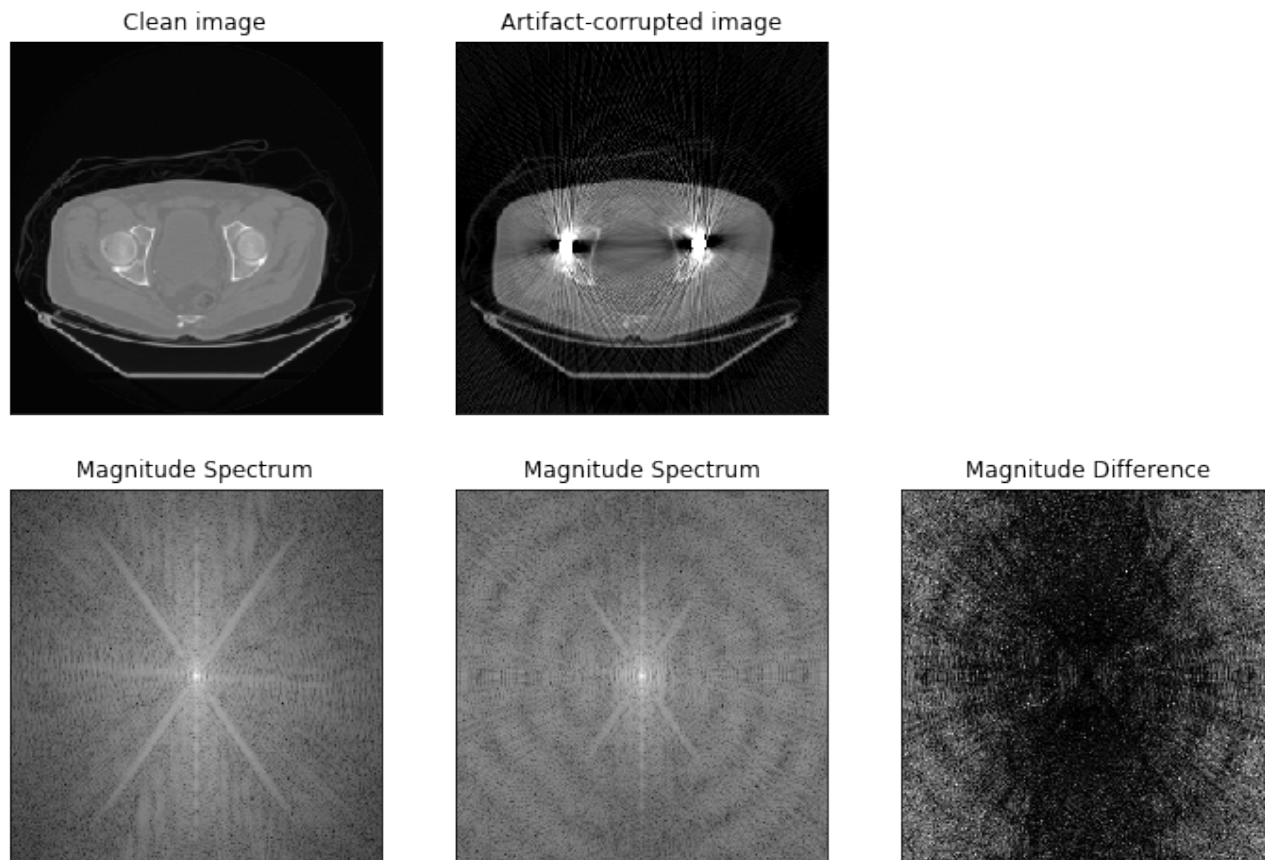 Clean image
Artifact-corrupted image
Magnitude Spectrum
Magnitude Spectrum
Magnitude Difference